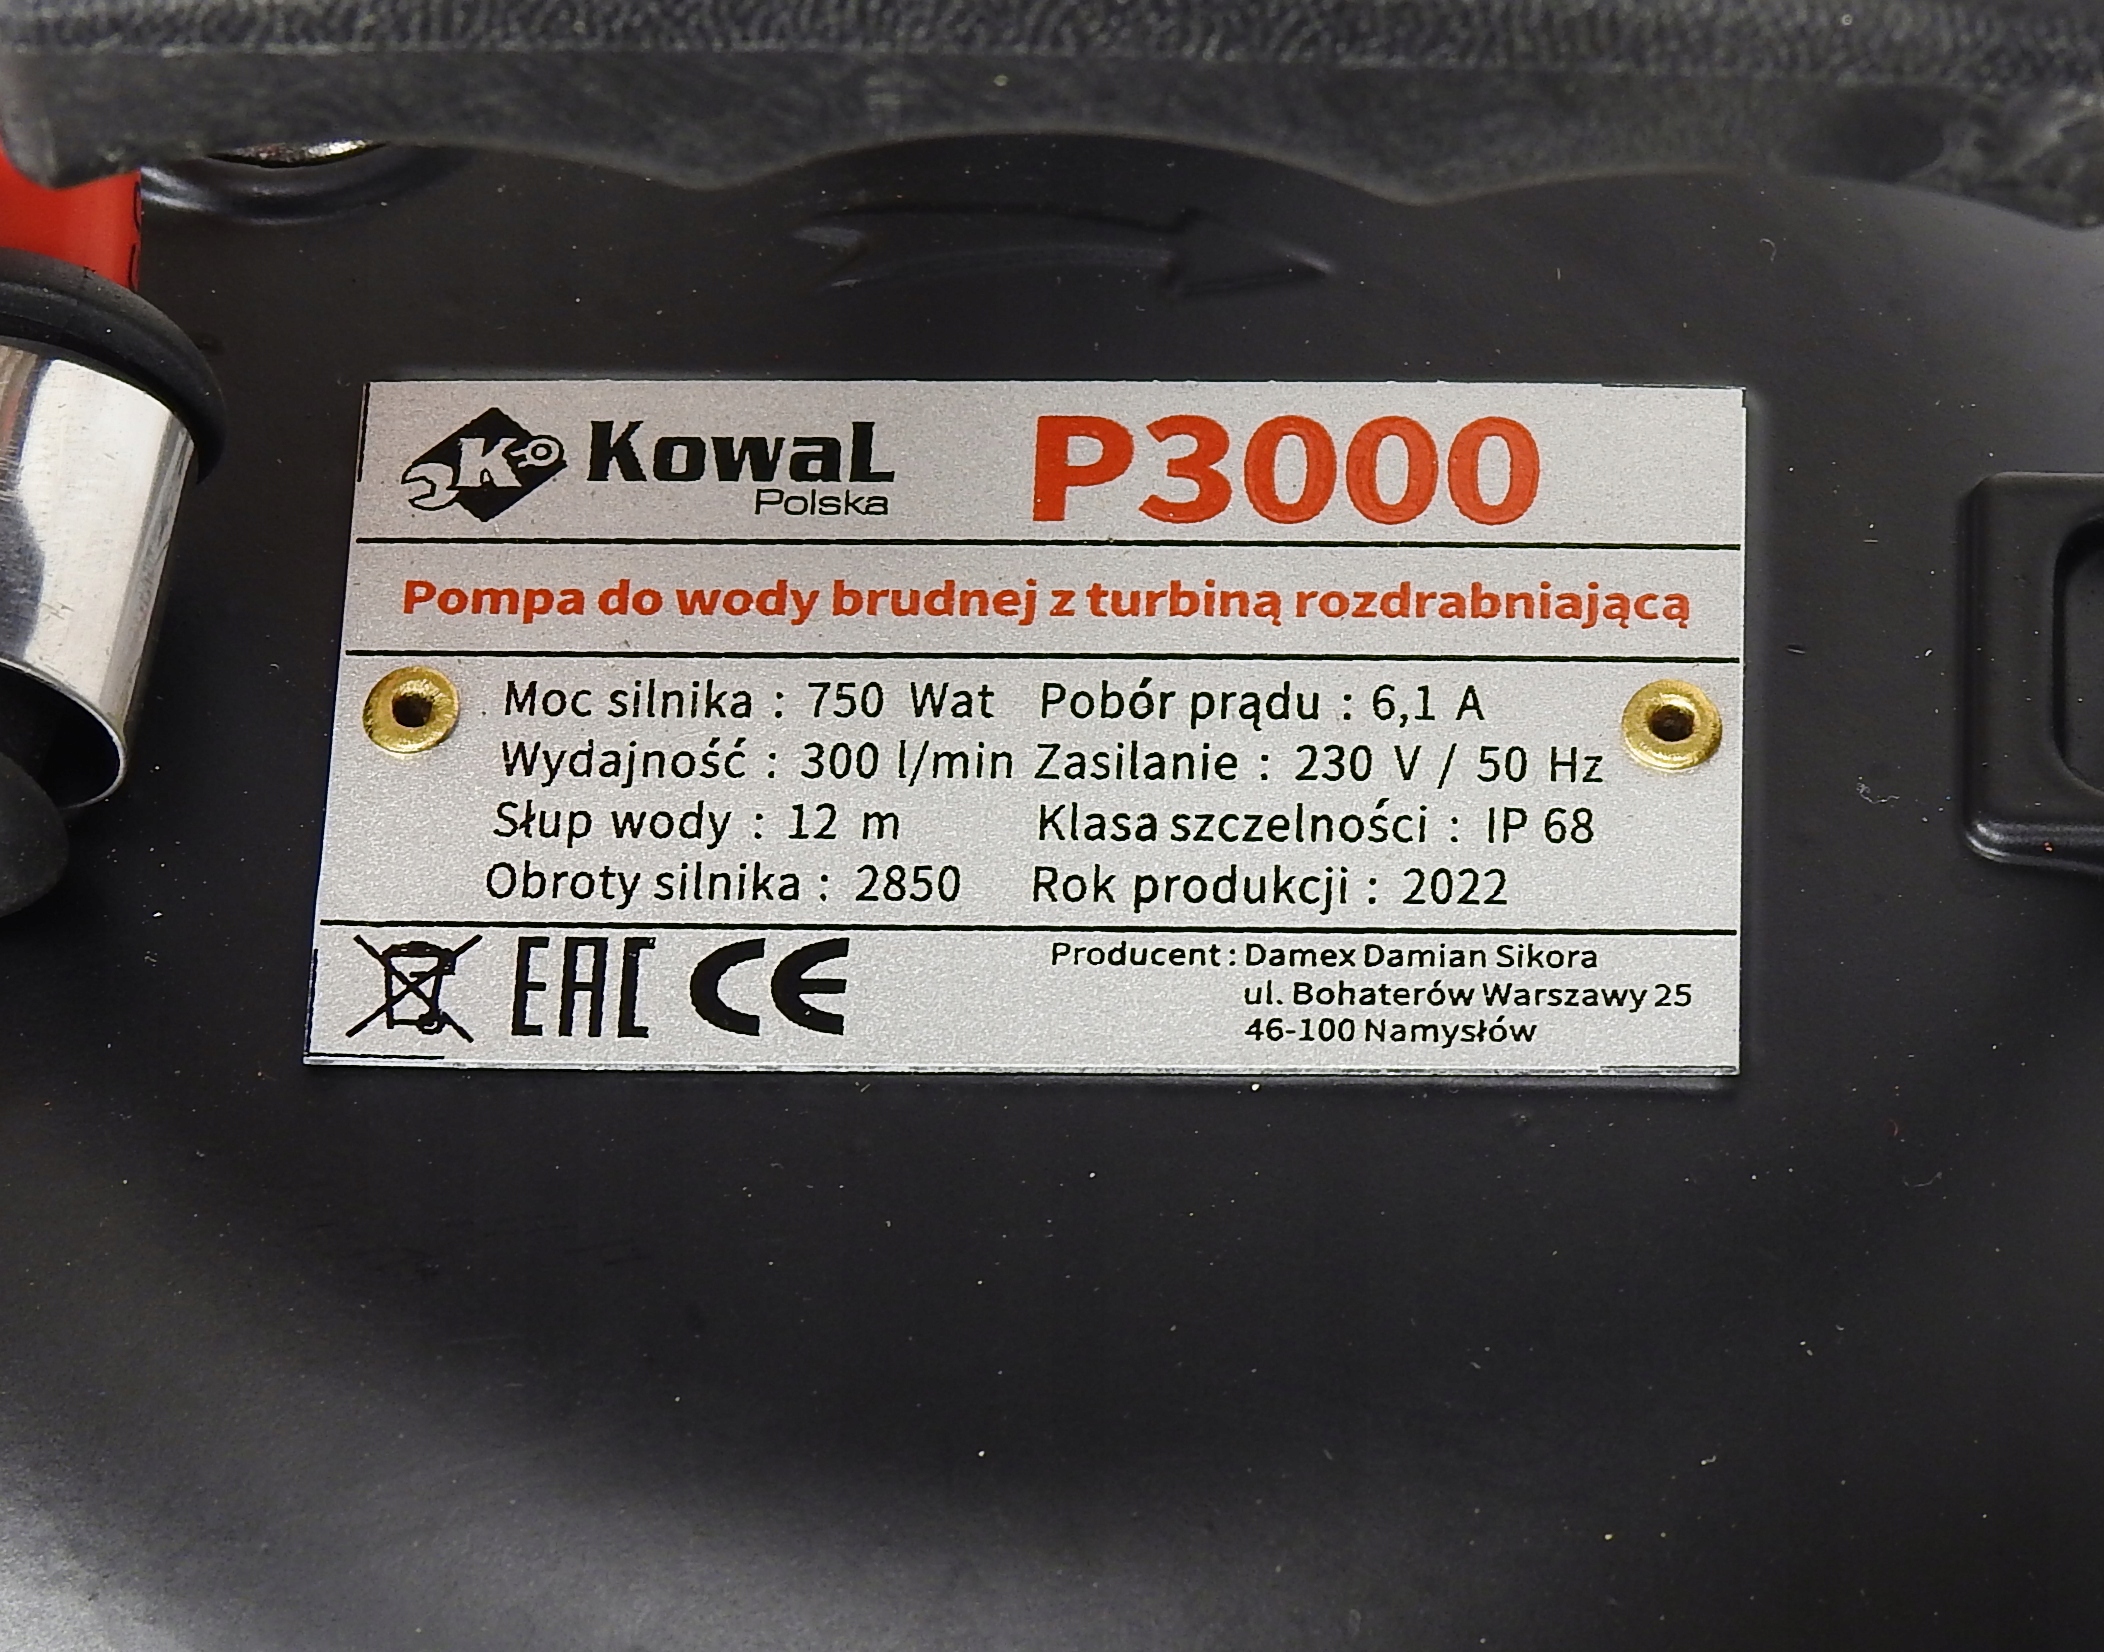 K
KowaL
Polska
P3000
Pompa do wody brudnej z turbiną rozdrabniającą
Moc silnika : 750 Wat Pobór prądu : 6,1 A
Wydajność : 300 l/min Zasilanie : 230 V / 50 Hz
Słup wody : 12 m Klasa szczelności : IP 68
Obroty silnika : 2850 Rok produkcji : 2022
EAC CE
Producent : Damex Damian Sikora
ul. Bohaterów Warszawy 25
46-100 Namysłów